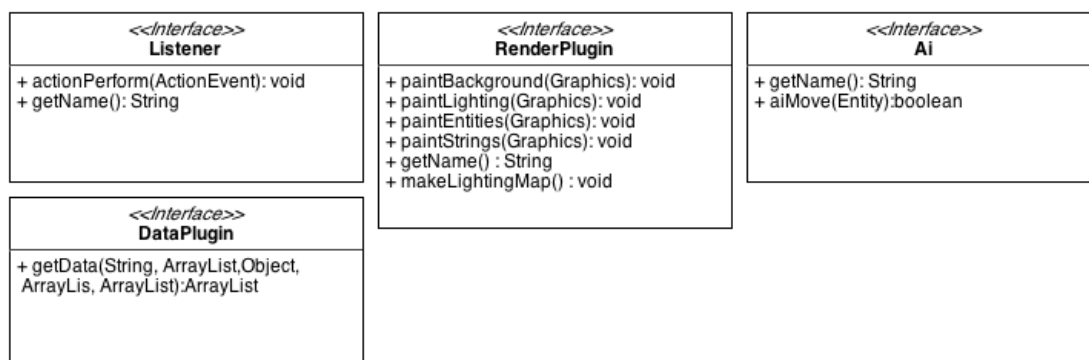 <<Interface>>
Listener
+ actionPerform(ActionEvent): void
+ getName(): String
<<Interface>>
RenderPlugin
+ paintBackground(Graphics): void
+ paintLighting(Graphics): void
+ paintEntities(Graphics): void
+ paintStrings(Graphics): void
+ getName() : String
+ makeLightingMap() : void
<<Interface>>
Ai
+ getName(): String
+ aiMove(Entity):boolean
<<Interface>>
DataPlugin
+ getData(String, ArrayList,Object,
ArrayLis, ArrayList):ArrayList